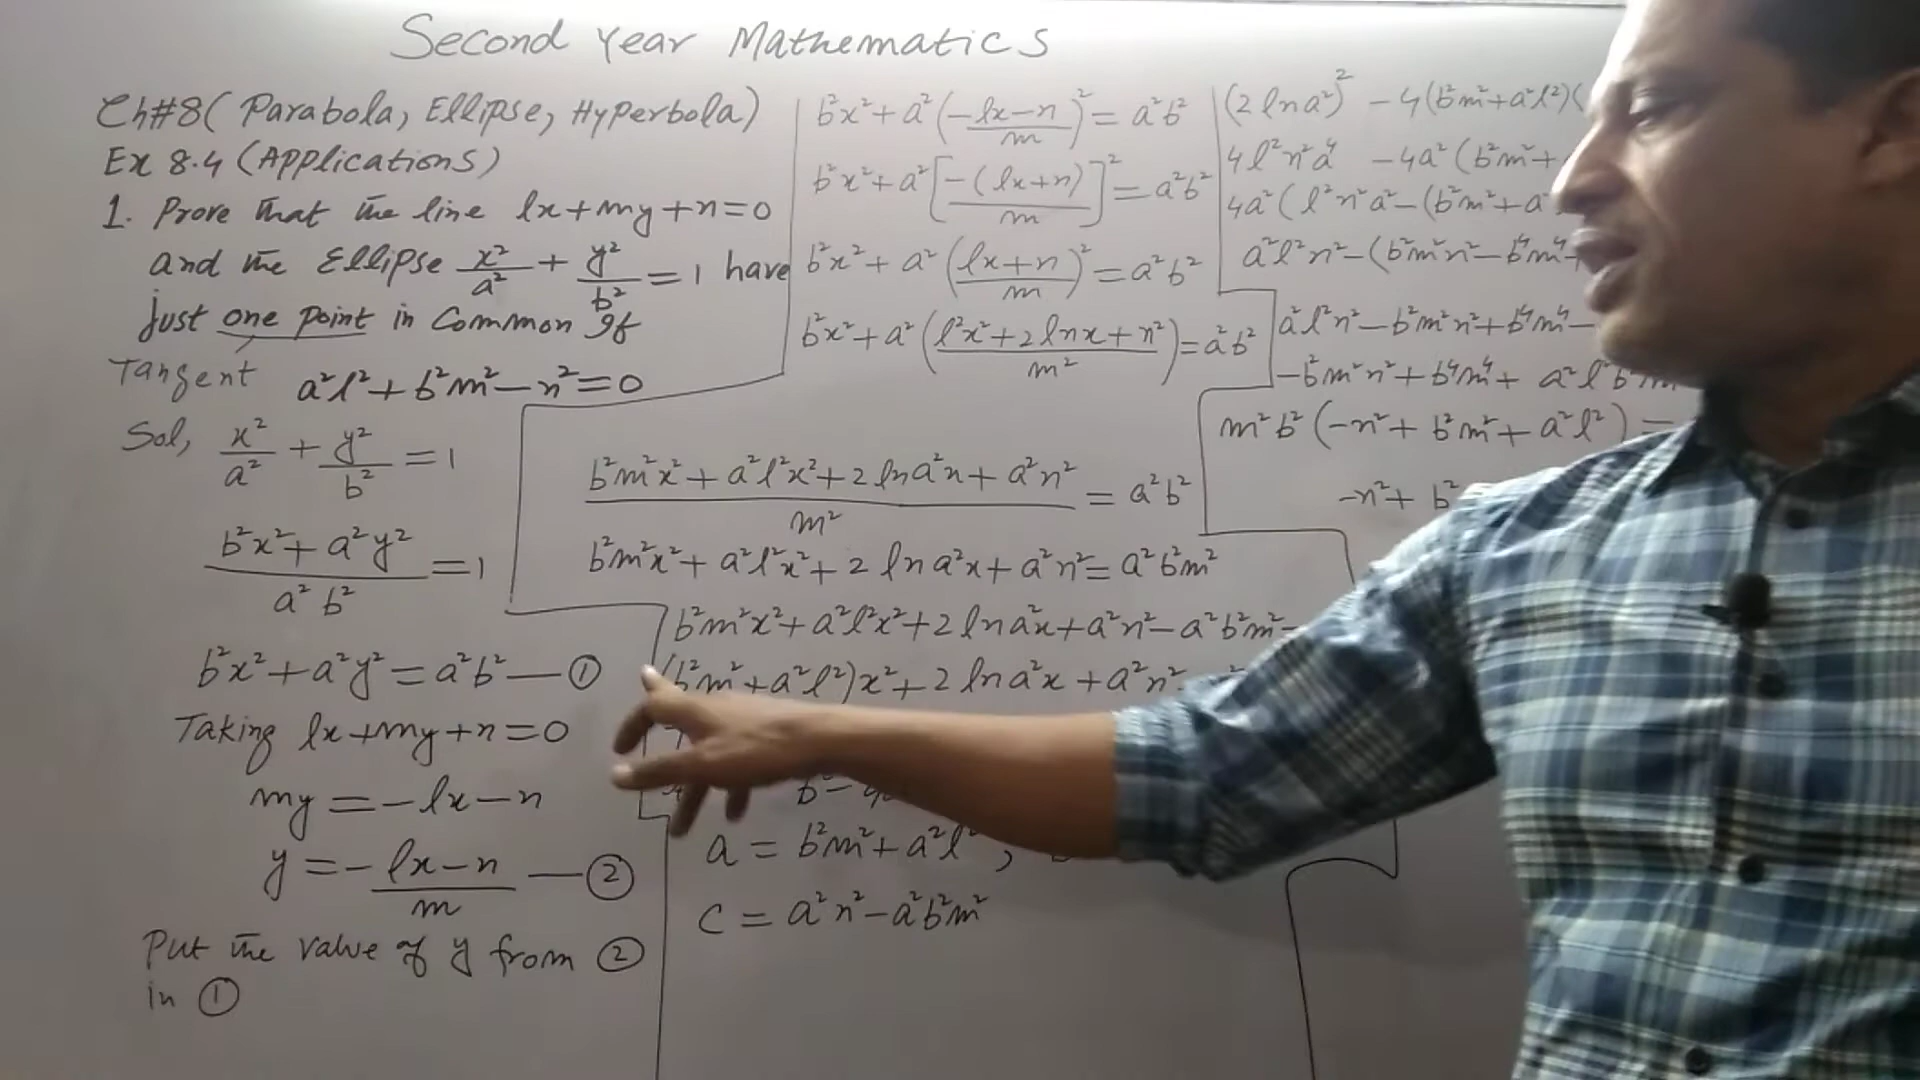 Second Year Mathematics
Ch#8( Parabola, Ellipse, Hyperbola)
Ex 8.4 (Applications)
1. Prove that the line lx+my+n=0
and the Ellipse x²/a² + y²/b² = 1 have
just one point in Common If
Tangent a²l²+b²m²−n²=0
Sol, x²/a² + y²/b² = 1
(b²x²+a²y²)/(a²b²) = 1
b²x²+a²y²=a²b² — ①
Taking lx+my+n=0
my=−lx−n
y=−(lx−n)/m — ②
Put the value of y from ②
in ①
b²x²+a²((−lx−n)/m)²=a²b²
b²x²+a²[−(lx+n)/m]²=a²b²
b²x²+a²((lx+n)/m)²=a²b²
b²x²+a²((l²x²+2lnx+n²)/m²)=a²b²
(b²m²x²+a²l²x²+2lna²x+a²n²)/m² = a²b²
b²m²x²+a²l²x²+2lna²x+a²n²=a²b²m²
b²m²x²+a²l²x²+2lna²x+a²n²−a²b²m²−
(b²m²+a²l²)x²+2lna²x+a²n²
b²−
a=b²m²+a²l²,
c=a²n²−a²b²m²
(2lna²)²−4(b²m²+a²l²)(
4l²n²a⁴ −4a²(b²m²+
4a²(l²n²a²−(b²m²+a
a²l²n²−(b²m²n²−b⁴m⁴
a²l²n²−b²m²n²+b⁴m⁴−
−b²m²n²+b⁴m⁴+a²l²b²m²
m²b²(−n²+b²m²+a²l²)=
−n²+b²